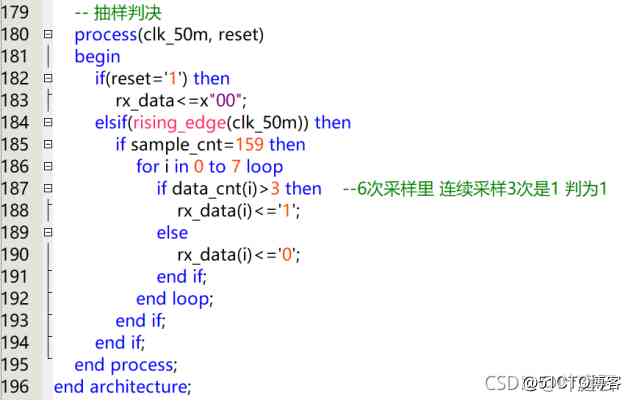 179 -- 抽样判决
180 process(clk_50m, reset)
181 begin
182 if(reset='1') then
183 rx_data<=x"00";
184 elsif(rising_edge(clk_50m)) then
185 if sample_cnt=159 then
186 for i in 0 to 7 loop
187 if data_cnt(i)>3 then --6次采样里 连续采样3次是1 判为1
188 rx_data(i)<='1';
189 else
190 rx_data(i)<='0';
191 end if;
192 end loop;
193 end if;
194 end if;
195 end process;
196 end architecture;
CSD @51CTO博客